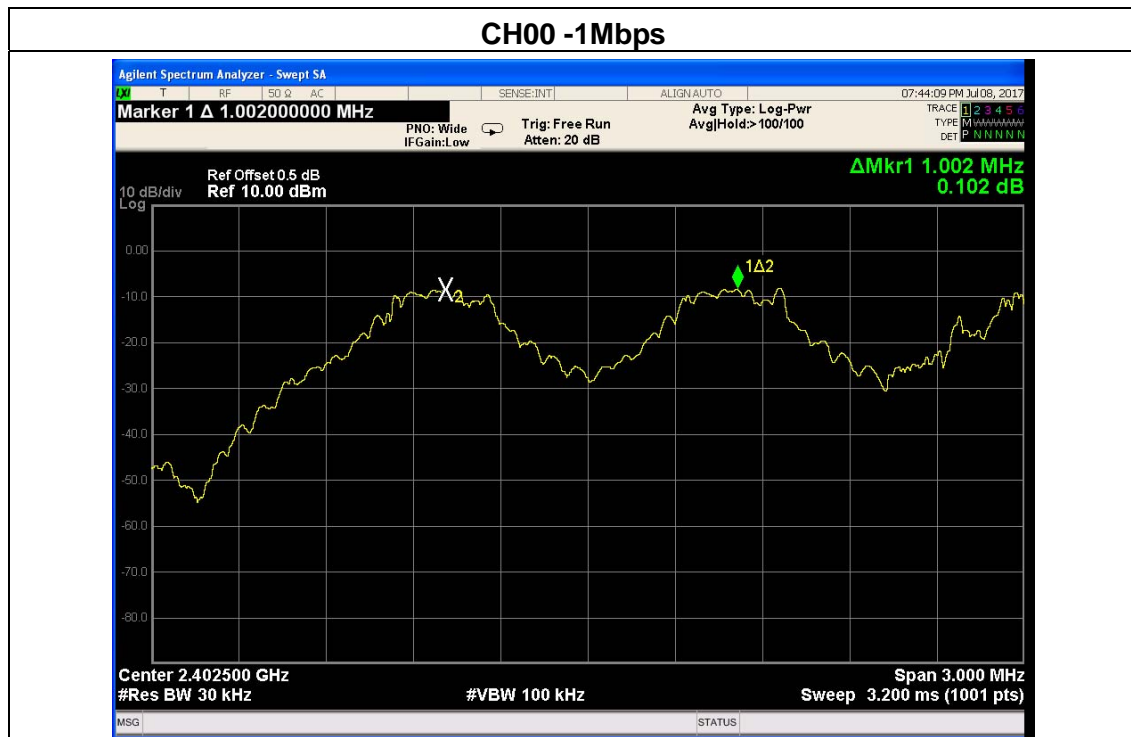 CH00 -1Mbps
Agilent Spectrum Analyzer - Swept SA
LXI T RF 50 Ω AC SENSE:INT ALIGN AUTO 07:44:09 PM Jul 08, 2017
Marker 1 Δ 1.002000000 MHz
Avg Type: Log-Pwr
TRACE 1 2 3 4 5 6
PNO: Wide Trig: Free Run Avg|Hold:>100/100
TYPE M
IFGain:Low Atten: 20 dB
DET P N N N N N
ΔMkr1 1.002 MHz
0.102 dB
Ref Offset 0.5 dB
10 dB/div Ref 10.00 dBm
Log
0.00
1Δ2
-10.0
X2
-20.0
-30.0
-40.0
-50.0
-60.0
-70.0
-80.0
Center 2.402500 GHz Span 3.000 MHz
#Res BW 30 kHz #VBW 100 kHz Sweep 3.200 ms (1001 pts)
MSG STATUS